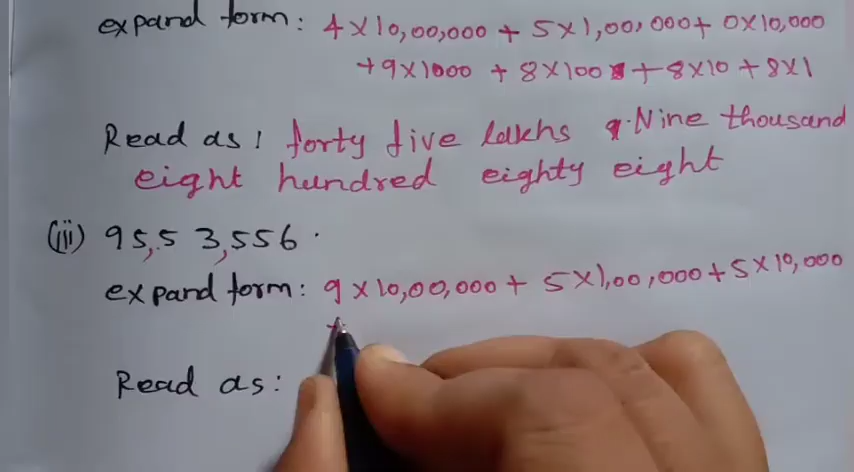 expand form: 4×10,00,000 + 5×1,00,000+ 0×10,000
+9×1000 + 8×100 + 8×10 + 8×1
Read as: forty five lakhs Nine thousand
eight hundred eighty eight
(iii) 95,53,556.
expand form: 9×10,00,000 + 5×1,00,000+5×10,000
+
Read as: